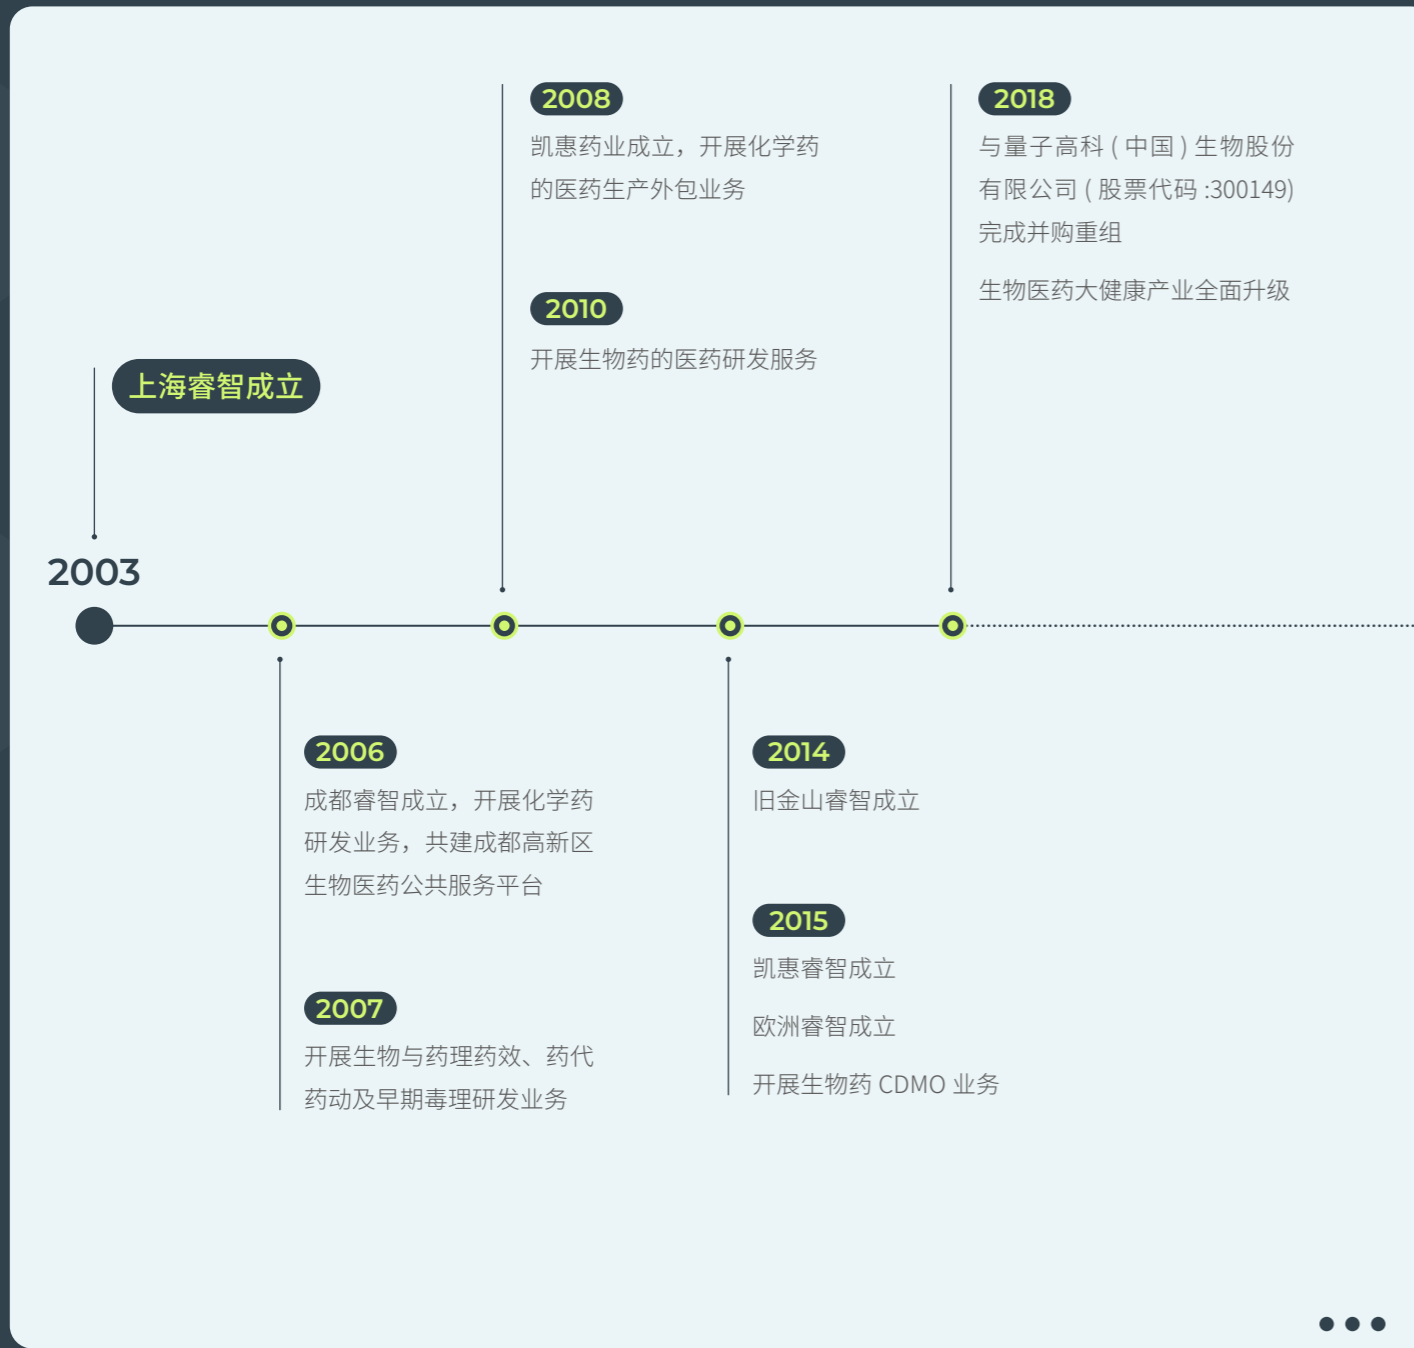 2003
上海睿智成立
2006
成都睿智成立，开展化学药
研发业务，共建成都高新区
生物医药公共服务平台
2007
开展生物与药理药效、药代
药动及早期毒理研发业务
2008
凯惠药业成立，开展化学药
的医药生产外包业务
2010
开展生物药的医药研发服务
2014
旧金山睿智成立
2015
凯惠睿智成立
欧洲睿智成立
开展生物药 CDMO 业务
2018
与量子高科 ( 中国 ) 生物股份
有限公司 ( 股票代码 :300149)
完成并购重组
生物医药大健康产业全面升级